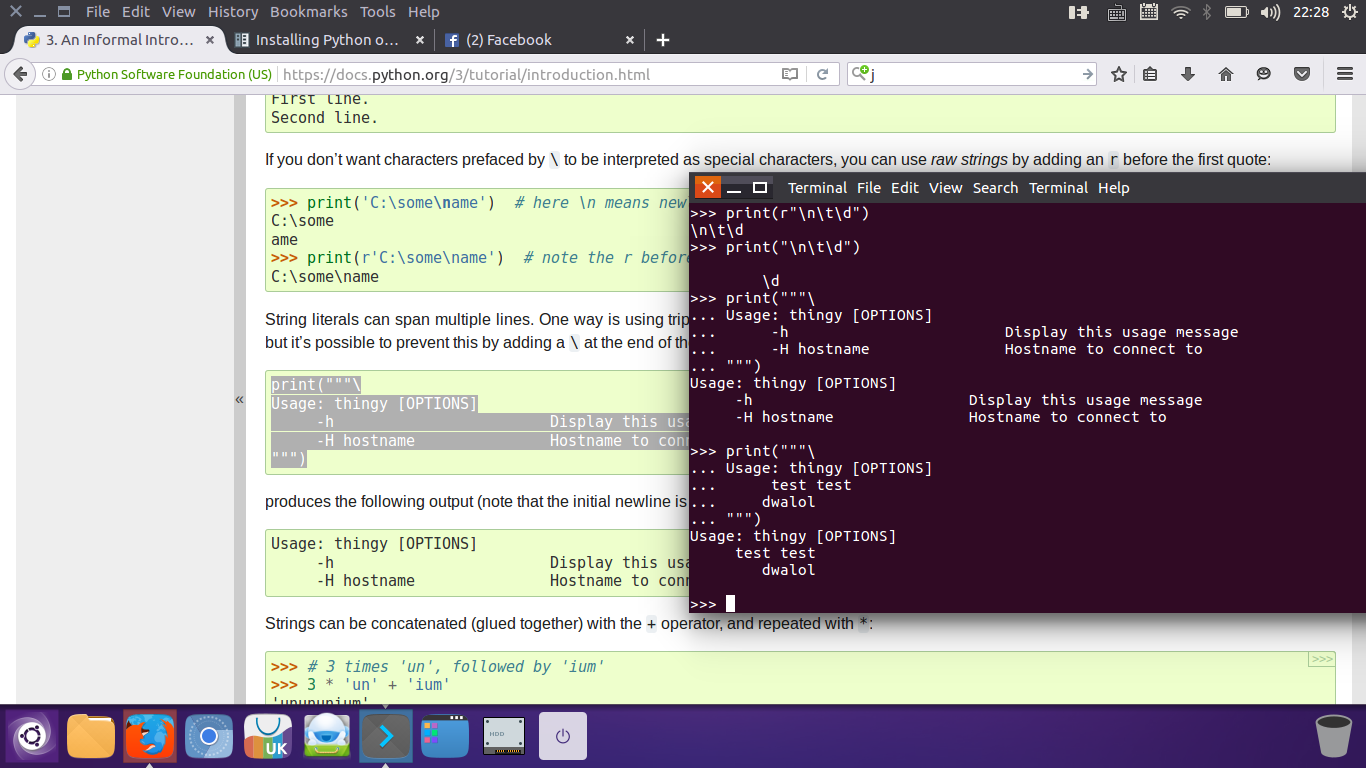 File Edit View History Bookmarks Tools Help
22:28
3. An Informal Intro...
Installing Python o...
(2) Facebook
Python Software Foundation (US)
https://docs.python.org/3/tutorial/introduction.html
j
First line.
Second line.
If you don’t want characters prefaced by \ to be interpreted as special characters, you can use raw strings by adding an r before the first quote:
>>> print('C:\some\name')  # here \n means new
C:\some
ame
>>> print(r'C:\some\name')  # note the r befor
C:\some\name
String literals can span multiple lines. One way is using trip
but it’s possible to prevent this by adding a \ at the end of the
print("""\
Usage: thingy [OPTIONS]
     -h                        Display this usa
     -H hostname               Hostname to conn
""")
produces the following output (note that the initial newline is
Usage: thingy [OPTIONS]
     -h                        Display this usa
     -H hostname               Hostname to conn
Strings can be concatenated (glued together) with the + operator, and repeated with *:
>>>
>>> # 3 times 'un', followed by 'ium'
>>> 3 * 'un' + 'ium'
'unununium'
«
Terminal File Edit View Search Terminal Help
>>> print(r"\n\t\d")
\n\t\d
>>> print("\n\t\d")
        \d
>>> print("""\
... Usage: thingy [OPTIONS]
...      -h                        Display this usage message
...      -H hostname               Hostname to connect to
... """)
Usage: thingy [OPTIONS]
     -h                        Display this usage message
     -H hostname               Hostname to connect to
>>> print("""\
... Usage: thingy [OPTIONS]
...      test test
...     dwalol
... """)
Usage: thingy [OPTIONS]
     test test
        dwalol
>>>
UK
HDD